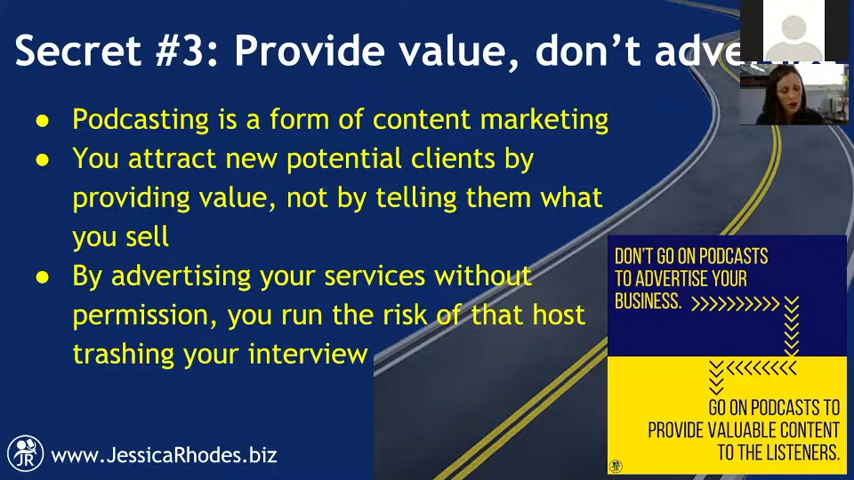 Secret #3: Provide value, don't
● Podcasting is a form of content marketing
● You attract new potential clients by
providing value, not by telling them what
you sell
● By advertising your services without
permission, you run the risk of that host
trashing your interview
DON'T GO ON PODCASTS
TO ADVERTISE YOUR
BUSINESS. >>>>>>>>>>>
<<<<<<<<<
GO ON PODCASTS TO
PROVIDE VALUABLE CONTENT
TO THE LISTENERS.
JR
www.JessicaRhodes.biz